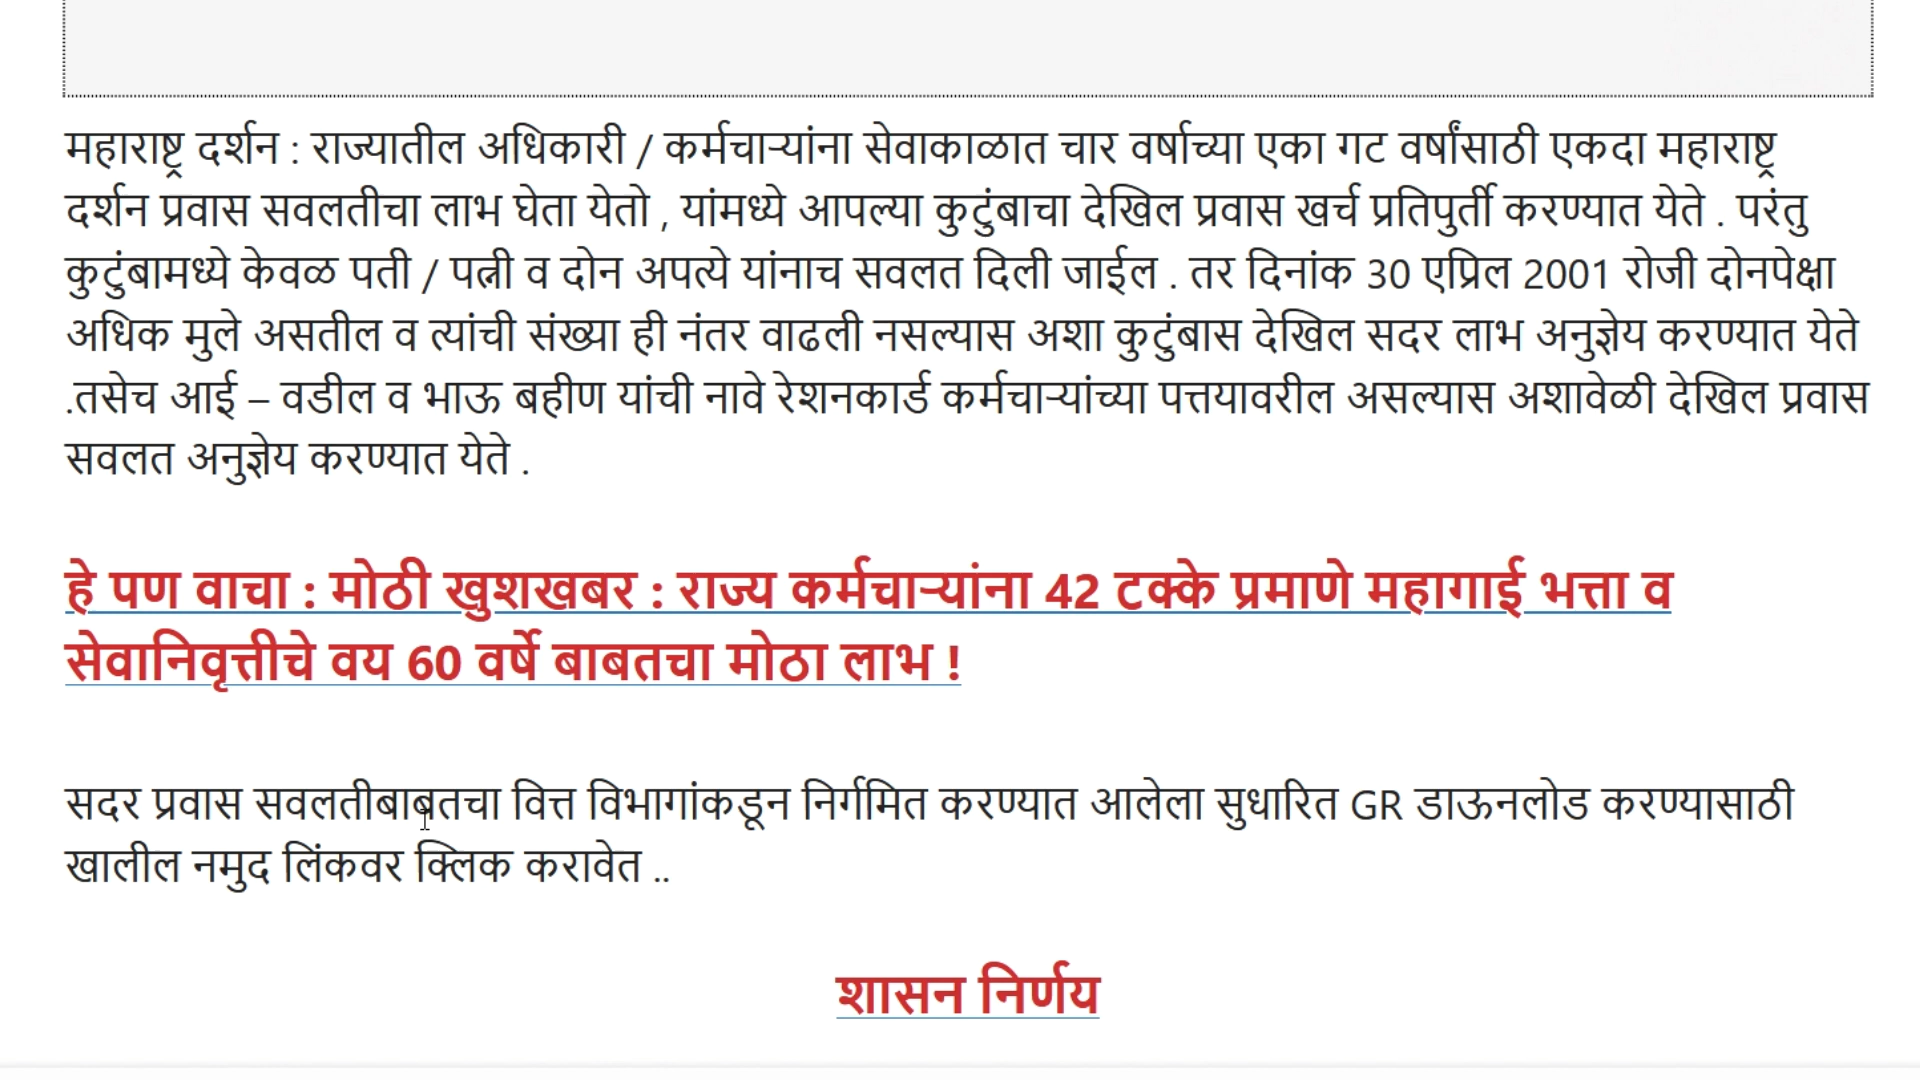 महाराष्ट्र दर्शन : राज्यातील अधिकारी / कर्मचाऱ्यांना सेवाकाळात चार वर्षाच्या एका गट वर्षांसाठी एकदा महाराष्ट्र
दर्शन प्रवास सवलतीचा लाभ घेता येतो , यांमध्ये आपल्या कुटुंबाचा देखिल प्रवास खर्च प्रतिपुर्ती करण्यात येते . परंतु
कुटुंबामध्ये केवळ पती / पत्नी व दोन अपत्ये यांनाच सवलत दिली जाईल . तर दिनांक 30 एप्रिल 2001 रोजी दोनपेक्षा
अधिक मुले असतील व त्यांची संख्या ही नंतर वाढली नसल्यास अशा कुटुंबास देखिल सदर लाभ अनुज्ञेय करण्यात येते
.तसेच आई – वडील व भाऊ बहीण यांची नावे रेशनकार्ड कर्मचाऱ्यांच्या पत्तयावरील असल्यास अशावेळी देखिल प्रवास
सवलत अनुज्ञेय करण्यात येते .
हे पण वाचा : मोठी खुशखबर : राज्य कर्मचाऱ्यांना 42 टक्के प्रमाणे महागाई भत्ता व
सेवानिवृत्तीचे वय 60 वर्षे बाबतचा मोठा लाभ !
सदर प्रवास सवलतीबाबतचा वित्त विभागांकडून निर्गमित करण्यात आलेला सुधारित GR डाऊनलोड करण्यासाठी
खालील नमुद लिंकवर क्लिक करावेत ..
शासन निर्णय